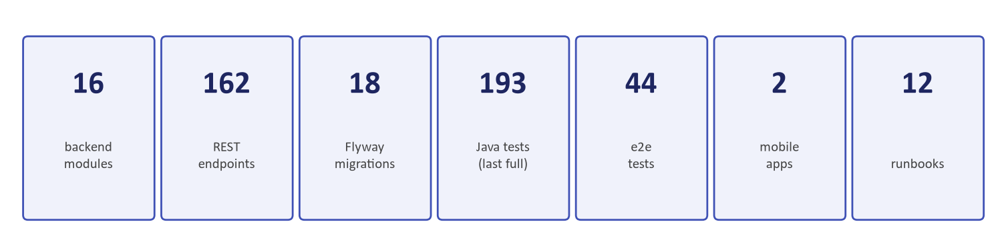 16
backend
modules
162
REST
endpoints
18
Flyway
migrations
193
Java tests
(last full)
44
e2e
tests
2
mobile
apps
12
runbooks